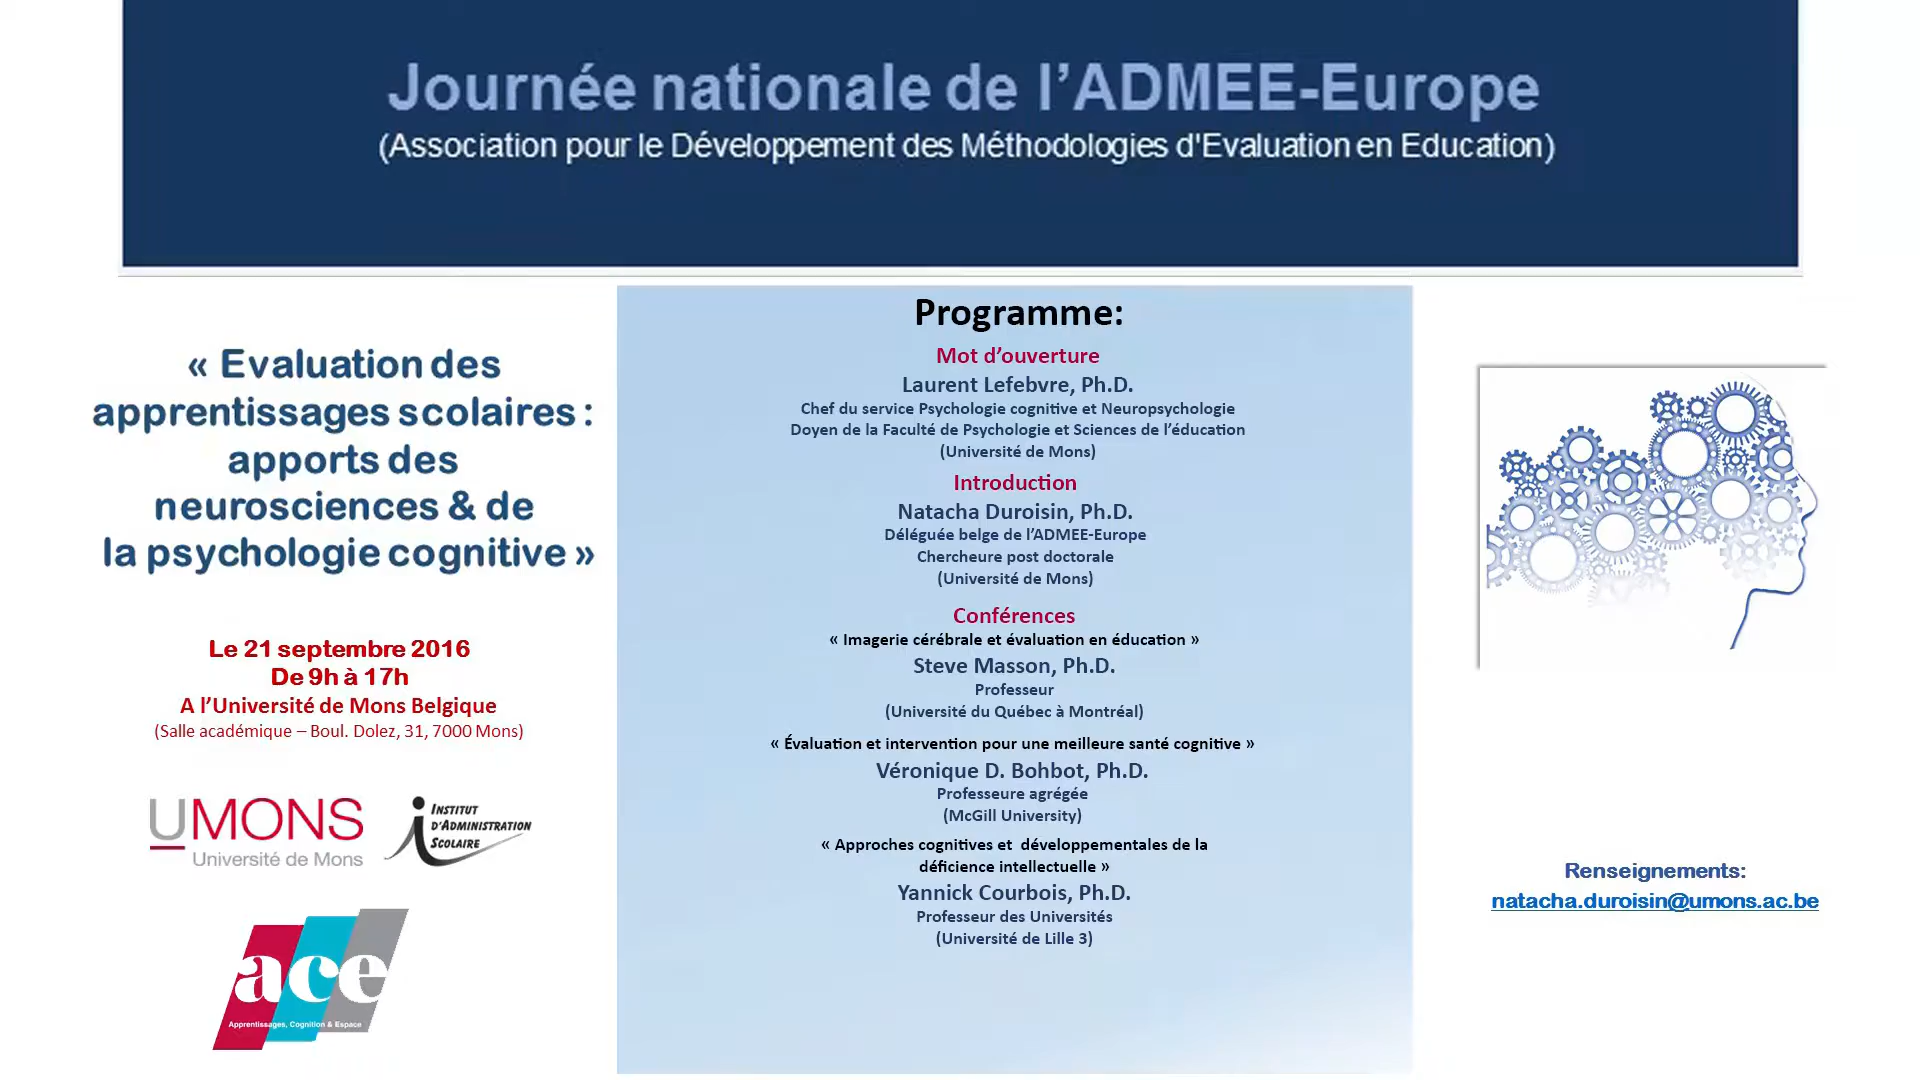 Journée nationale de l’ADMEE-Europe
(Association pour le Développement des Méthodologies d'Evaluation en Education)
« Evaluation des
apprentissages scolaires :
apports des
neurosciences & de
la psychologie cognitive »
Le 21 septembre 2016
De 9h à 17h
A l’Université de Mons Belgique
(Salle académique – Boul. Dolez, 31, 7000 Mons)
UMONS
Université de Mons
INSTITUT
D'ADMINISTRATION
SCOLAIRE
ace
Apprentissages, Cognition & Espace
Programme:
Mot d’ouverture
Laurent Lefebvre, Ph.D.
Chef du service Psychologie cognitive et Neuropsychologie
Doyen de la Faculté de Psychologie et Sciences de l’éducation
(Université de Mons)
Introduction
Natacha Duroisin, Ph.D.
Déléguée belge de l’ADMEE-Europe
Chercheure post doctorale
(Université de Mons)
Conférences
« Imagerie cérébrale et évaluation en éducation »
Steve Masson, Ph.D.
Professeur
(Université du Québec à Montréal)
« Évaluation et intervention pour une meilleure santé cognitive »
Véronique D. Bohbot, Ph.D.
Professeure agrégée
(McGill University)
« Approches cognitives et développementales de la
déficience intellectuelle »
Yannick Courbois, Ph.D.
Professeur des Universités
(Université de Lille 3)
Renseignements:
natacha.duroisin@umons.ac.be